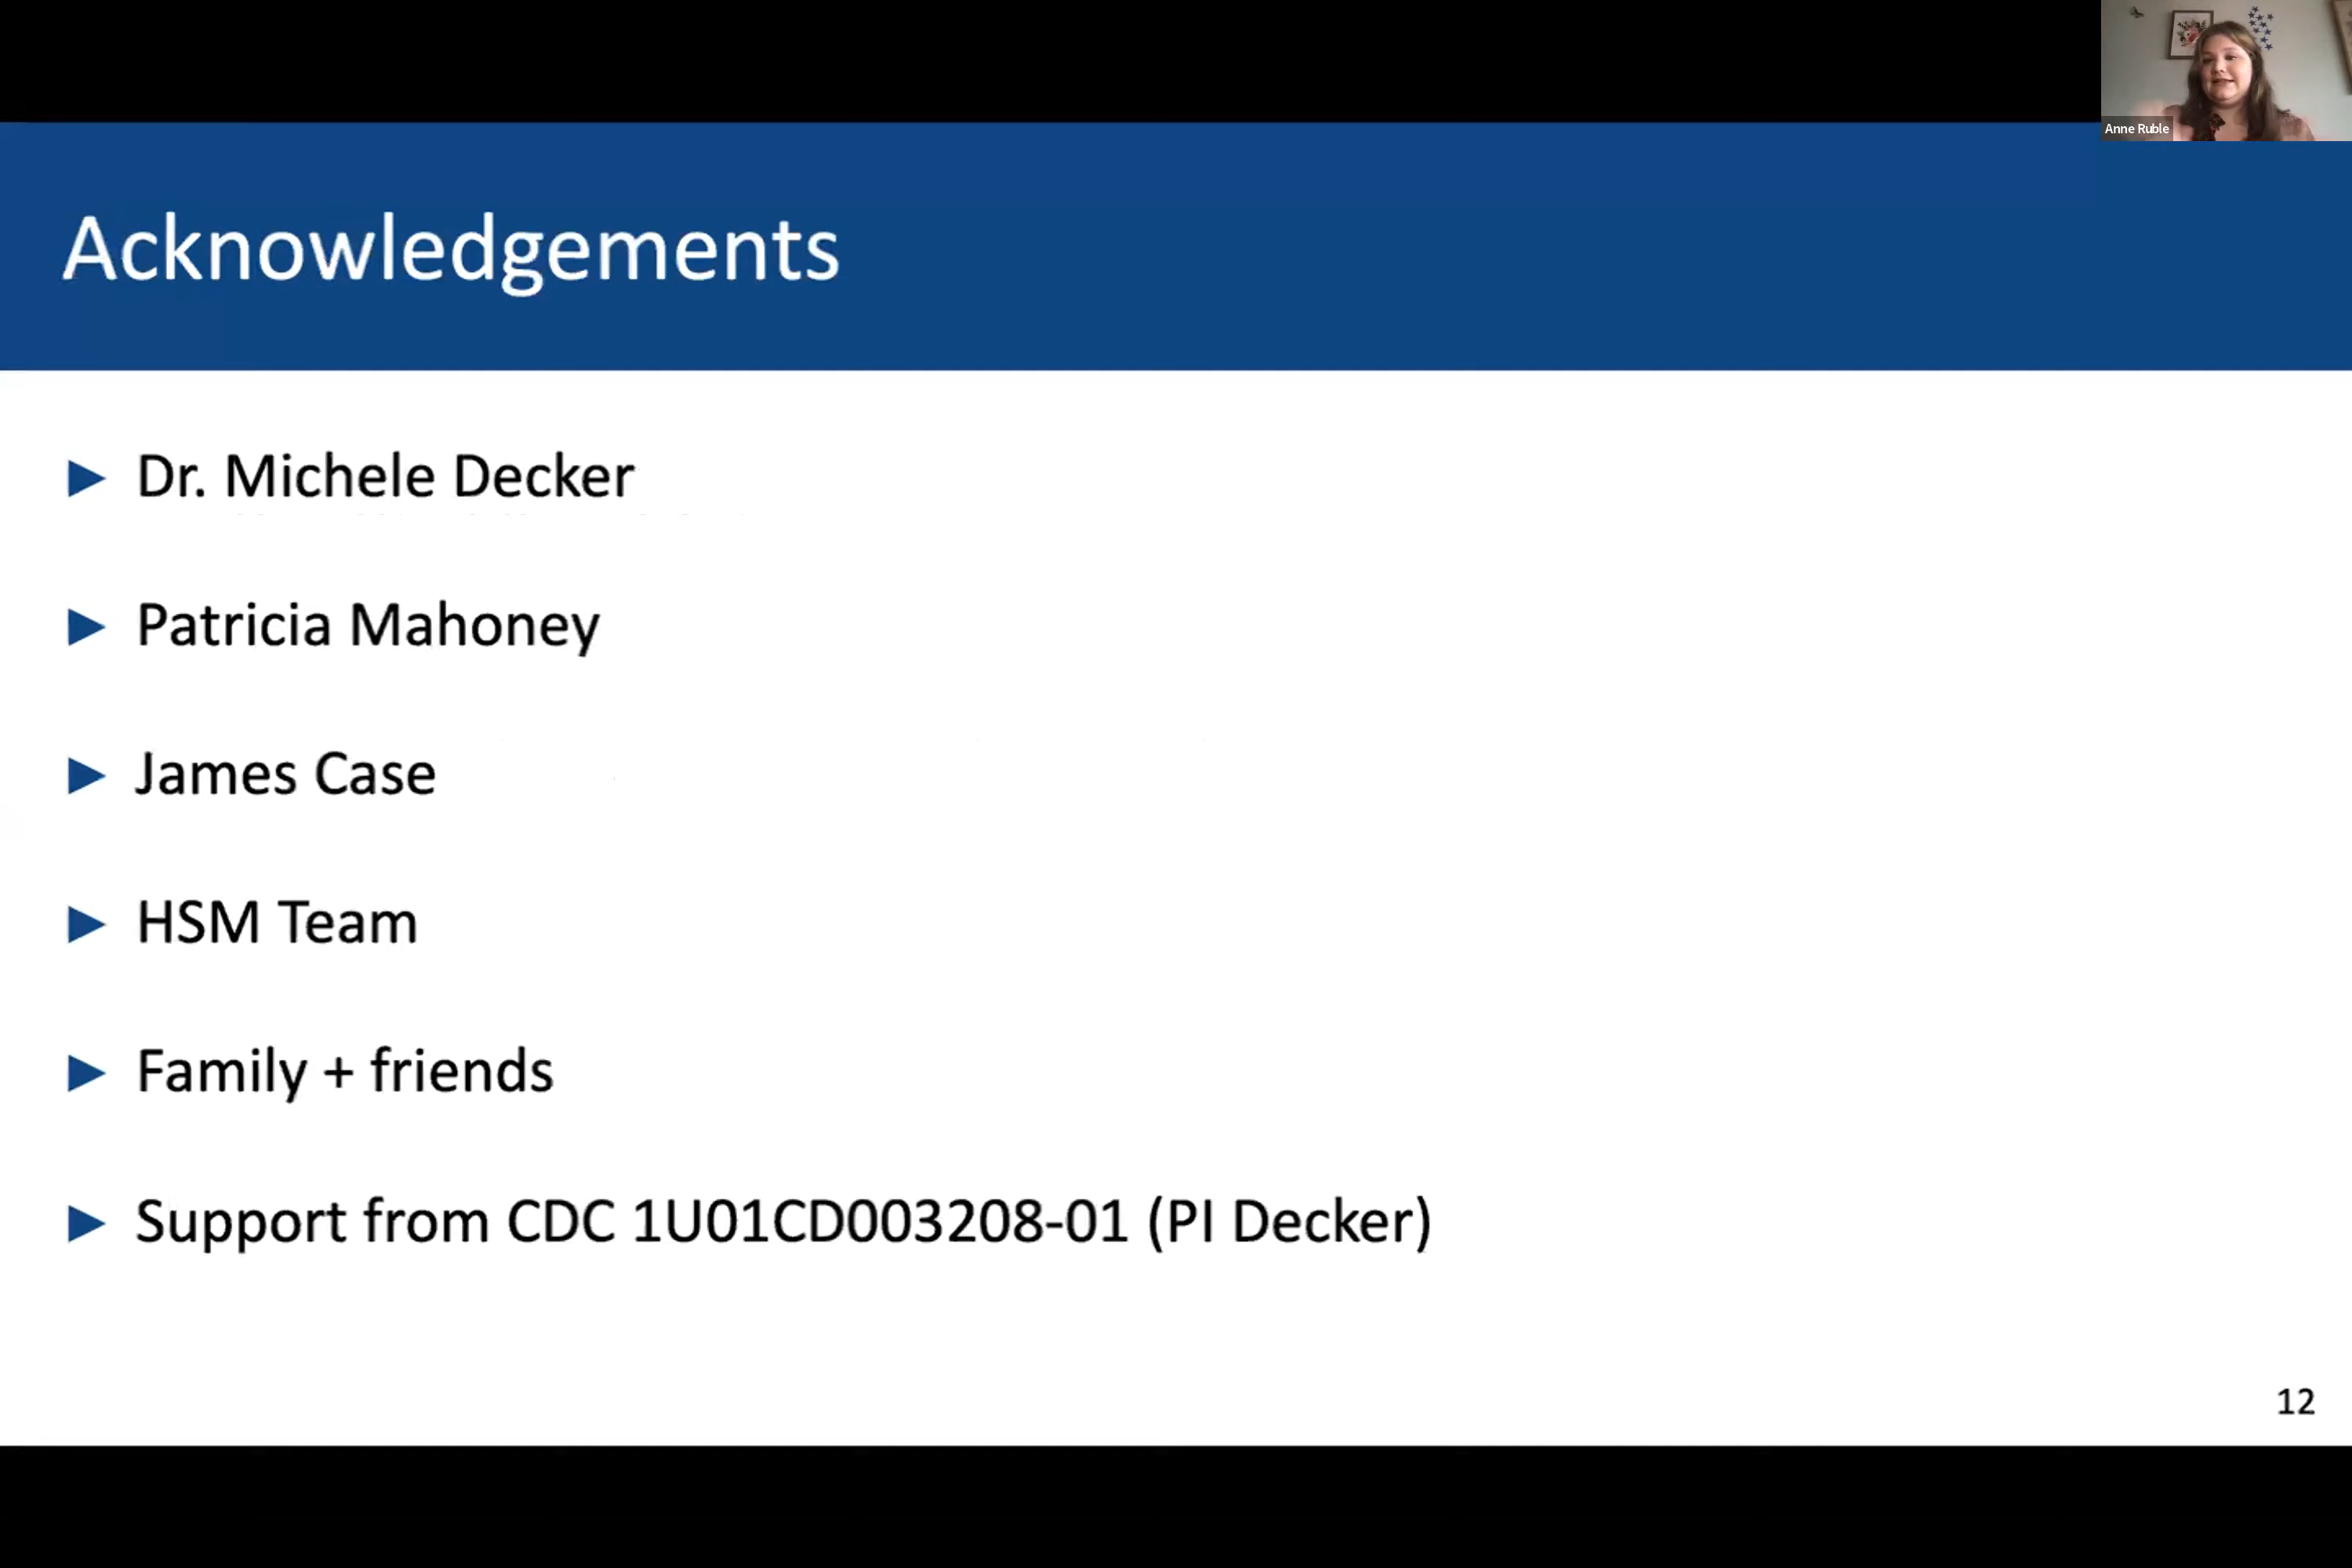 Anne Ruble
Acknowledgements
Dr. Michele Decker
Patricia Mahoney
James Case
HSM Team
Family + friends
Support from CDC 1U01CD003208-01 (PI Decker)
12